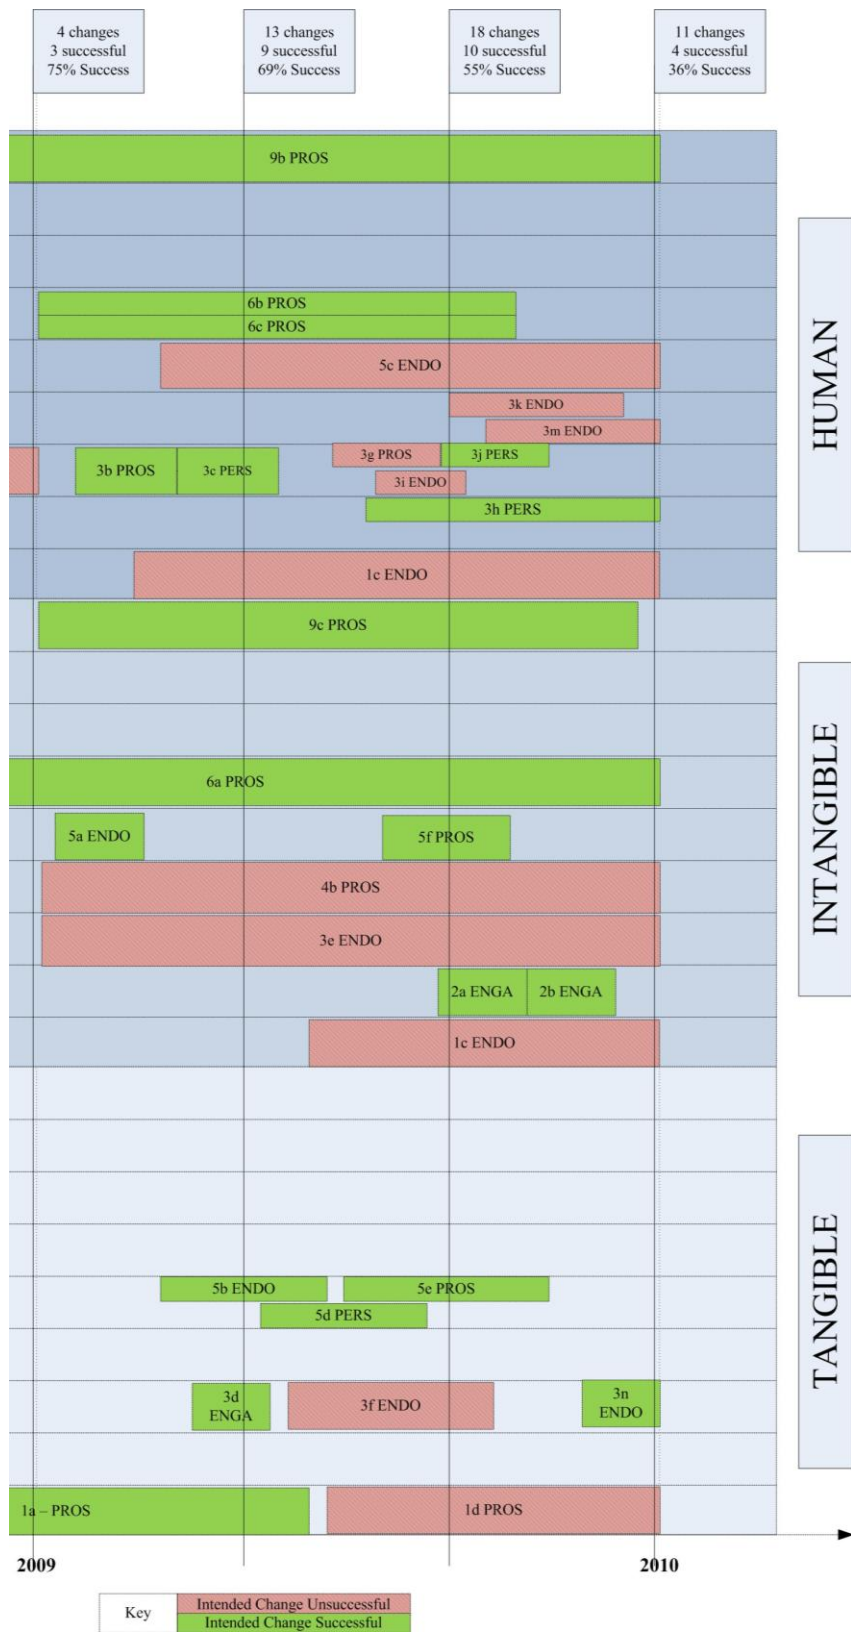 4 changes
3 successful
75% Success
13 changes
9 successful
69% Success
18 changes
10 successful
55% Success
11 changes
4 successful
36% Success
9b PROS
6b PROS
6c PROS
5c ENDO
3k ENDO
3m ENDO
3b PROS
3c PERS
3g PROS
3j PERS
3i ENDO
3h PERS
1c ENDO
HUMAN
9c PROS
6a PROS
5a ENDO
5f PROS
4b PROS
3e ENDO
2a ENGA
2b ENGA
1c ENDO
INTANGIBLE
5b ENDO
5e PROS
5d PERS
3d
ENGA
3f ENDO
3n
ENDO
1a – PROS
1d PROS
TANGIBLE
2009
2010
Key
Intended Change Unsuccessful
Intended Change Successful